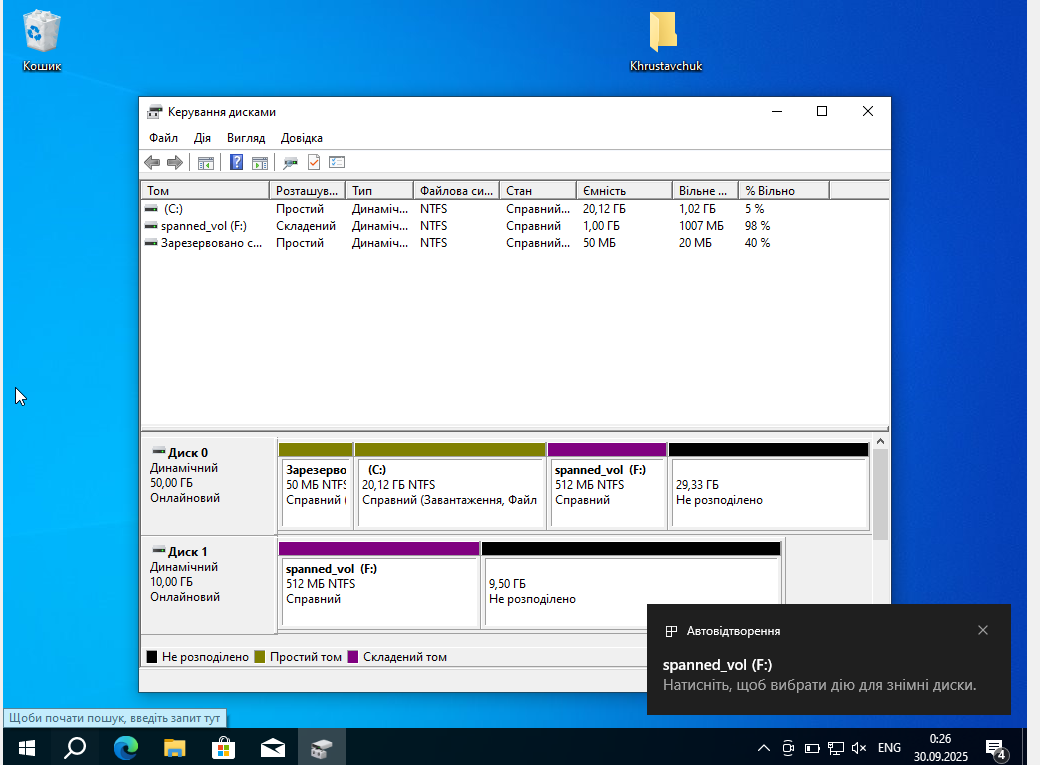 Кошик
Khrustavchuk
Керування дисками
Файл Дія Вигляд Довідка
Том Розташув... Тип Файлова си... Стан Ємність Вільне ... % Вільно
(C:) Простий Динаміч... NTFS Справний... 20,12 ГБ 1,02 ГБ 5 %
spanned_vol (F:) Складений Динаміч... NTFS Справний 1,00 ГБ 1007 МБ 98 %
Зарезервовано с... Простий Динаміч... NTFS Справний... 50 МБ 20 МБ 40 %
Диск 0
Динамічний
50,00 ГБ
Онлайновий
Зарезерво
50 МБ NTFS
Справний (
(C:)
20,12 ГБ NTFS
Справний (Завантаження, Файл
spanned_vol (F:)
512 МБ NTFS
Справний
29,33 ГБ
Не розподілено
Диск 1
Динамічний
10,00 ГБ
Онлайновий
spanned_vol (F:)
512 МБ NTFS
Справний
9,50 ГБ
Не розподілено
Не розподілено Простий том Складений том
Автовідтворення
spanned_vol (F:)
Натисніть, щоб вибрати дію для знімні диски.
Щоби почати пошук, введіть запит тут
ENG
0:26
30.09.2025
4